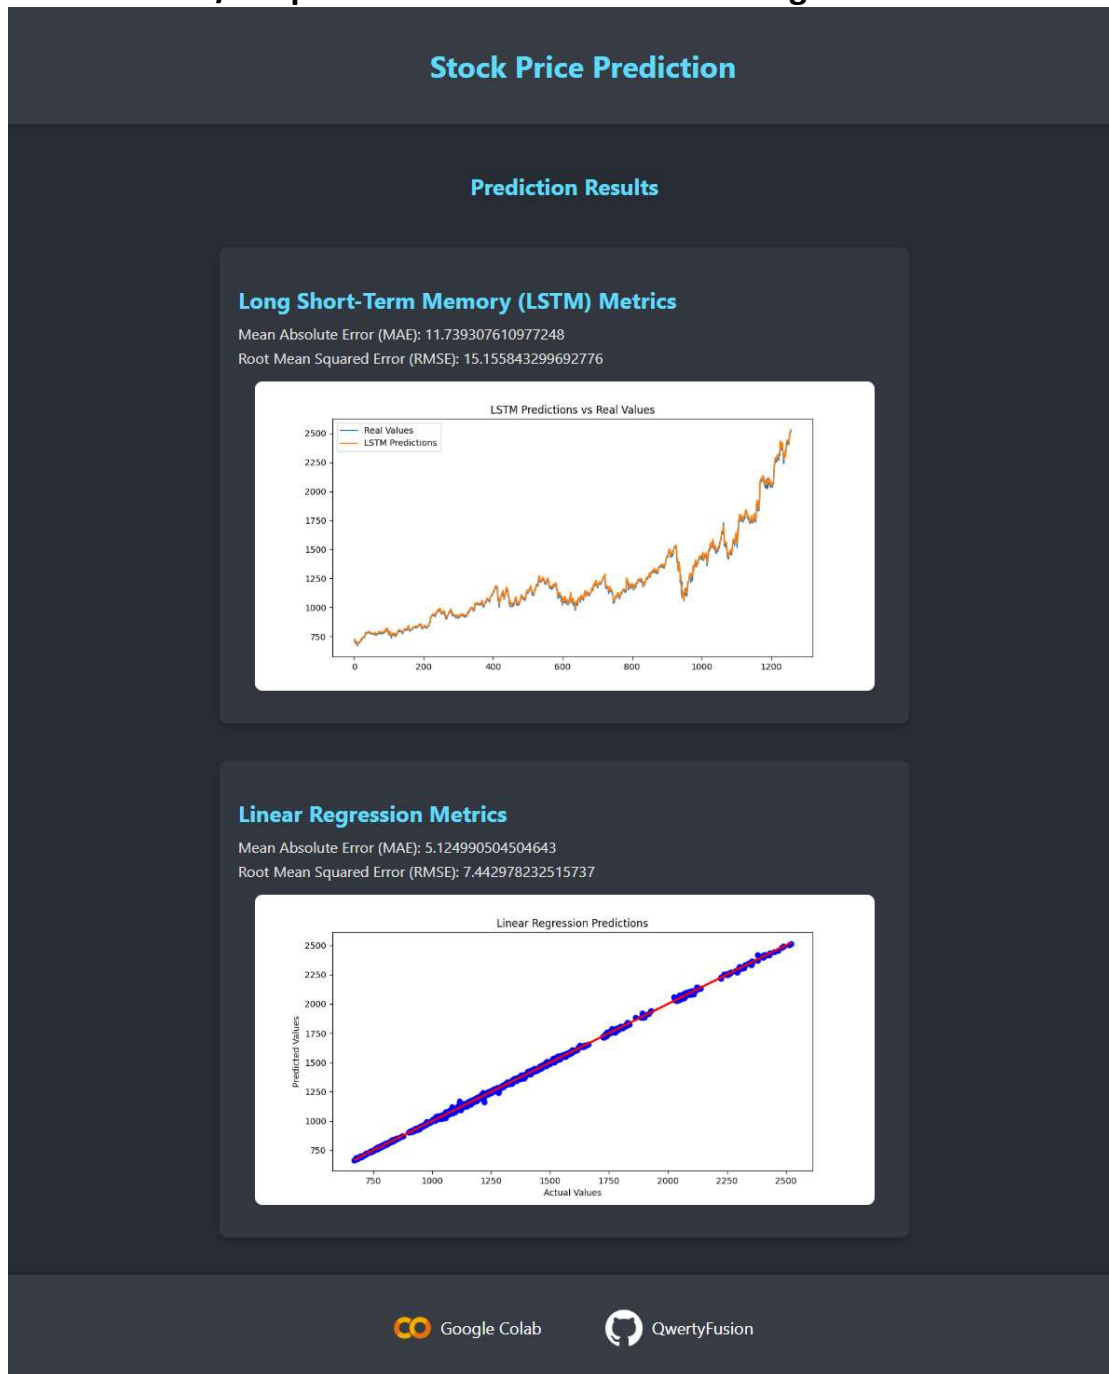 Stock Price Prediction
Prediction Results
Long Short-Term Memory (LSTM) Metrics
Mean Absolute Error (MAE): 11.739307610977248
Root Mean Squared Error (RMSE): 15.155843299692776
LSTM Predictions vs Real Values
Real Values
LSTM Predictions
2500
2250
2000
1750
1500
1250
1000
750
0 200 400 600 800 1000 1200
Linear Regression Metrics
Mean Absolute Error (MAE): 5.124990504504643
Root Mean Squared Error (RMSE): 7.442978232515737
Linear Regression Predictions
Predicted Values
2500
2250
2000
1750
1500
1250
1000
750
750 1000 1250 1500 1750 2000 2250 2500
Actual Values
Google Colab
QwertyFusion